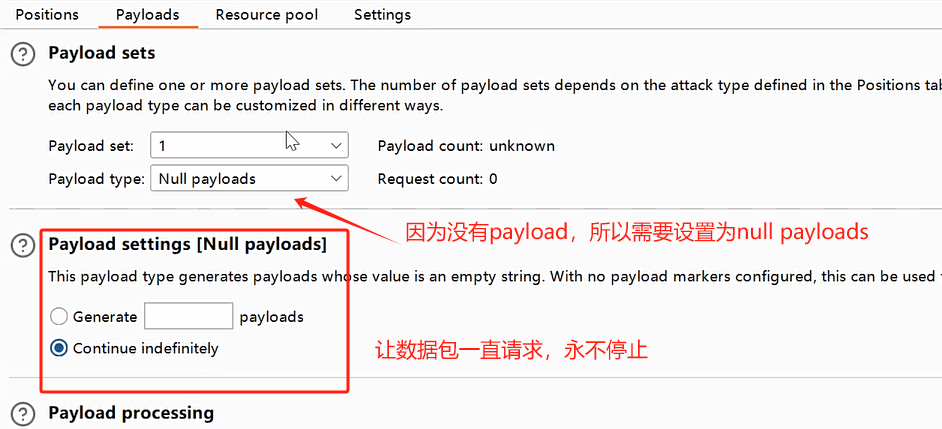 Positions Payloads Resource pool Settings
Payload sets
You can define one or more payload sets. The number of payload sets depends on the attack type defined in the Positions
each payload type can be customized in different ways.
Payload set: 1 Payload count: unknown
Payload type: Null payloads Request count: 0
因为没有payload，所以需要设置为null payloads
Payload settings [Null payloads]
This payload type generates payloads whose value is an empty string. With no payload markers configured, this can be used
Generate payloads
Continue indefinitely
让数据包一直请求，永不停止
Payload processing